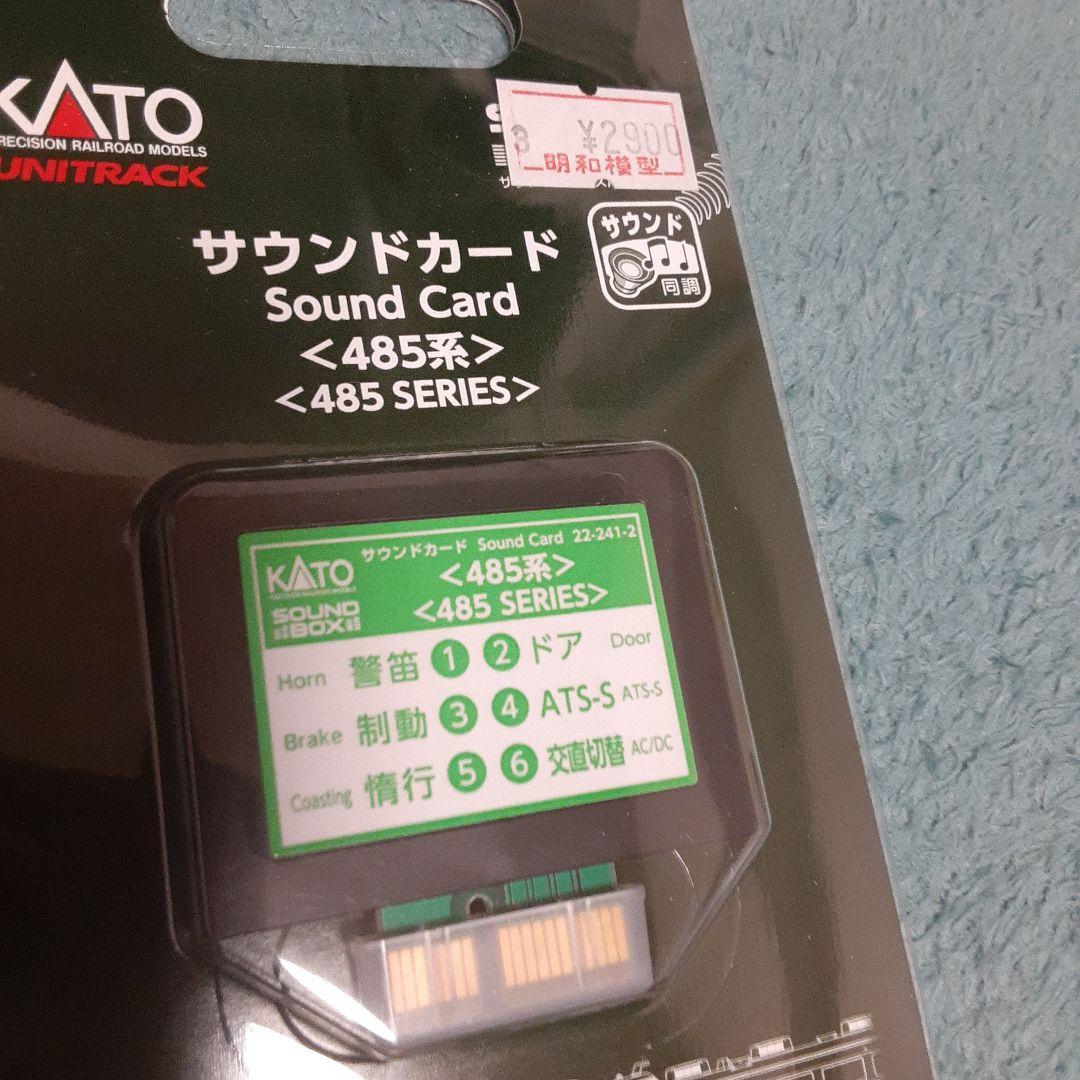 KATO
PRECISION RAILROAD MODELS
UNITRACK
3 ¥2900
明和模型
サウンド
同調
サウンドカード
Sound Card
<485系>
<485 SERIES>
KATO
PRECISION RAILROAD MODELS
サウンドカード Sound Card 22-241-2
<485系>
<485 SERIES>
SOUND
BOX
Horn 警笛 1 2 ドア Door
Brake 制動 3 4 ATS-S ATS-S
Coasting 惰行 5 6 交直切替 AC/DC